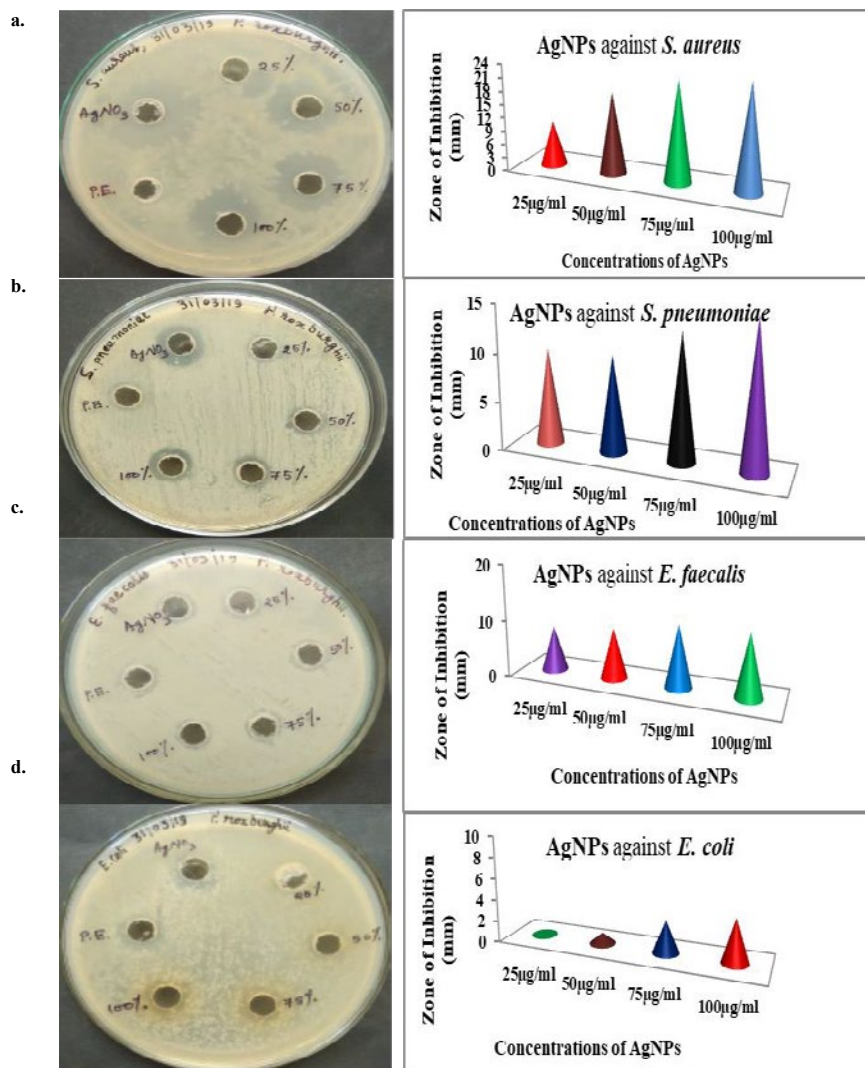 a.
S. aureus, 31/03/19 P. roxburghii.
25%
AgNO3
50%
P.E.
75%
100%
AgNPs against S. aureus
Zone of Inhibition
(mm)
24
21
18
15
12
9
6
3
0
25µg/ml
50µg/ml
75µg/ml
100µg/ml
Concentrations of AgNPs
b.
S. pneumoniae 31/03/19 P. roxburghii
AgNO3
25%
P.E.
50%
100%
75%
AgNPs against S. pneumoniae
Zone of Inhibition
(mm)
15
10
5
0
25µg/ml
50µg/ml
75µg/ml
100µg/ml
Concentrations of AgNPs
c.
E faecalis 31/03/19 P. roxburghii.
AgNO3
25%
50%
P.E.
75%
100%
AgNPs against E. faecalis
Zone of Inhibition
(mm)
20
10
0
25µg/ml
50µg/ml
75µg/ml
100µg/ml
Concentrations of AgNPs
d.
E.coli 31/03/19 P. roxburghii
AgNO3
25%
P.E.
50%
100%
75%
AgNPs against E. coli
Zone of Inhibition
(mm)
10
8
6
4
2
0
25µg/ml
50µg/ml
75µg/ml
100µg/ml
Concentrations of AgNPs